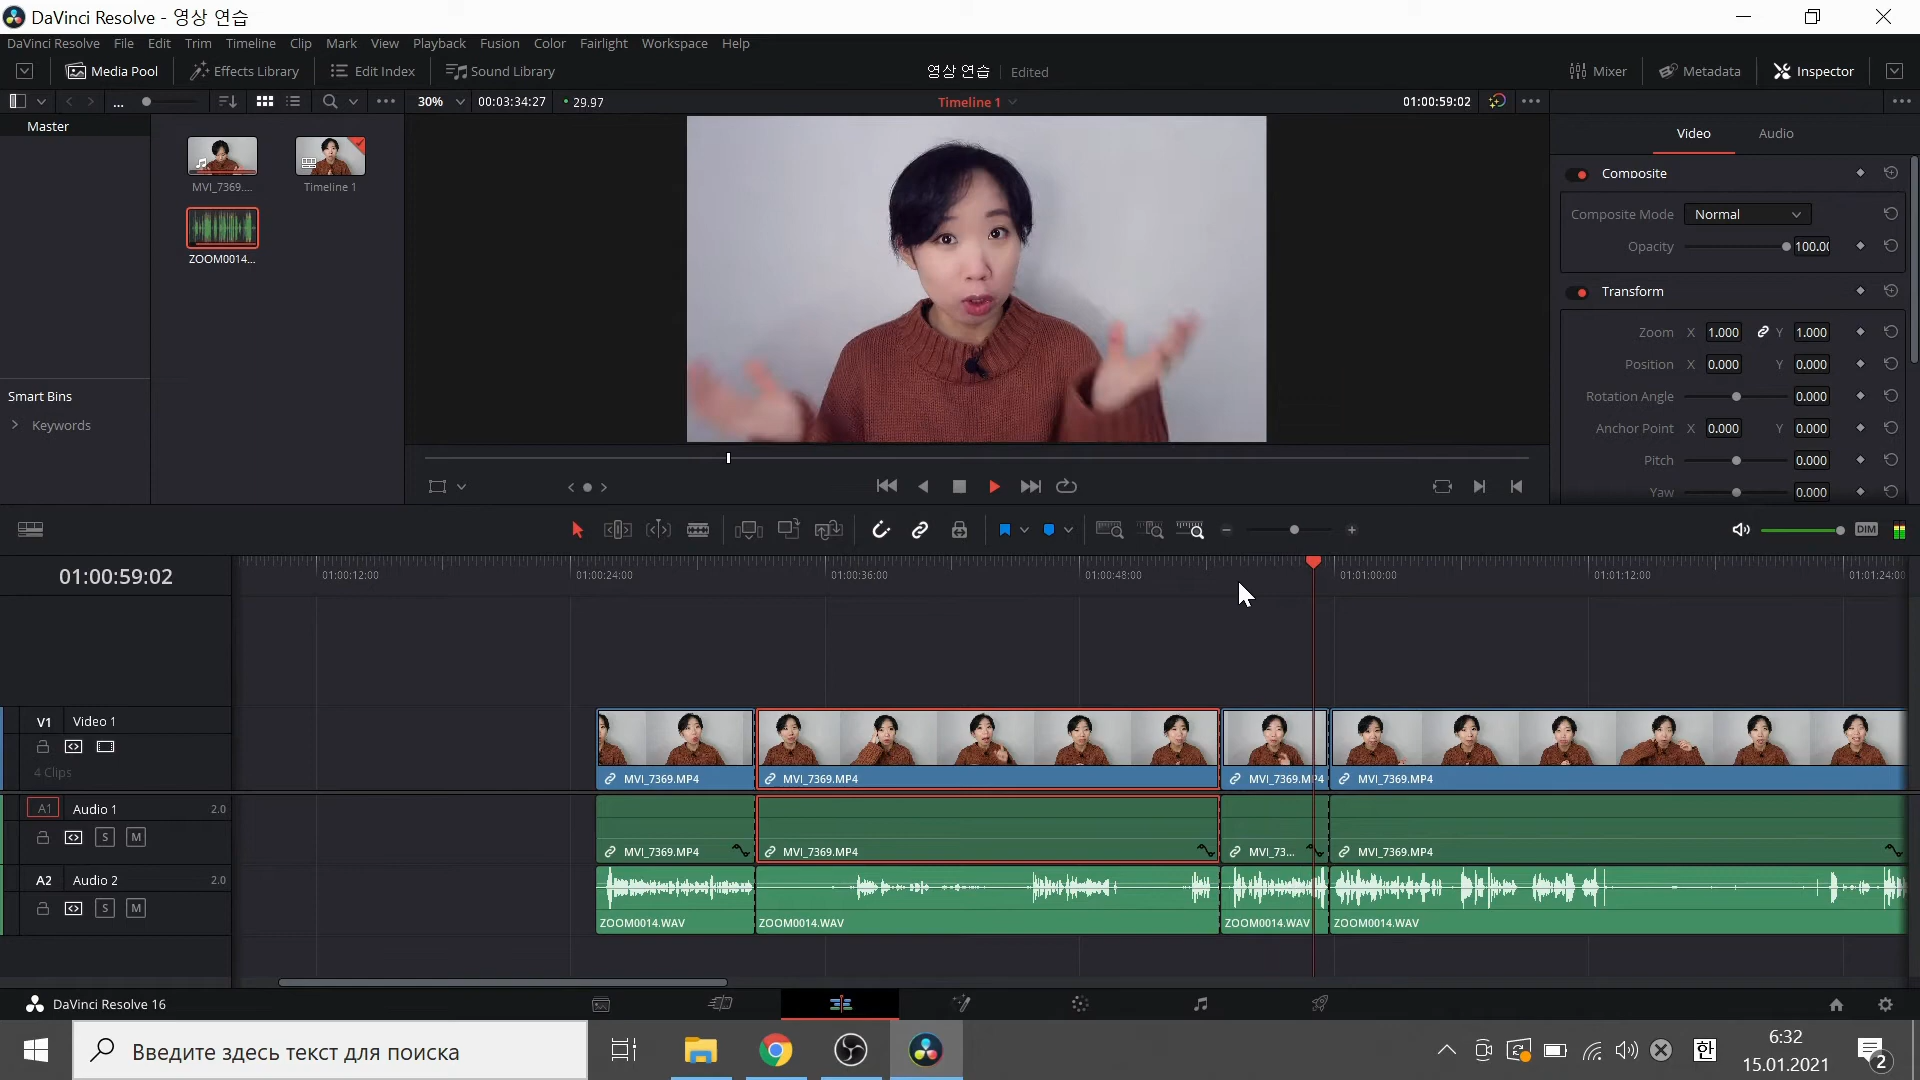 DaVinci Resolve - 영상 연습
DaVinci Resolve File Edit Trim Timeline Clip Mark View Playback Fusion Color Fairlight Workspace Help
Media Pool Effects Library Edit Index Sound Library 영상 연습 Edited Mixer Metadata Inspector
... 30% 00:03:34:27 29.97 Timeline 1 01:00:59:02
Master
MVI_7369.... Timeline 1
ZOOM0014...
Smart Bins
Keywords
Video Audio
Composite
Composite Mode Normal
Opacity 100.00
Transform
Zoom X 1.000 Y 1.000
Position X 0.000 Y 0.000
Rotation Angle 0.000
Anchor Point X 0.000 Y 0.000
Pitch 0.000
Yaw 0.000
DIM
01:00:59:02
01:00:12:00 01:00:24:00 01:00:36:00 01:00:48:00 01:01:00:00 01:01:12:00 01:01:24:00
V1 Video 1
4 Clips
MVI_7369.MP4 MVI_7369.MP4 MVI_7369.MP4 MVI_7369.MP4
A1 Audio 1 2.0
S M
MVI_7369.MP4 MVI_7369.MP4 MVI_73... MVI_7369.MP4
A2 Audio 2 2.0
S M
ZOOM0014.WAV ZOOM0014.WAV ZOOM0014.WAV ZOOM0014.WAV
DaVinci Resolve 16
Введите здесь текст для поиска
한
6:32
15.01.2021
2